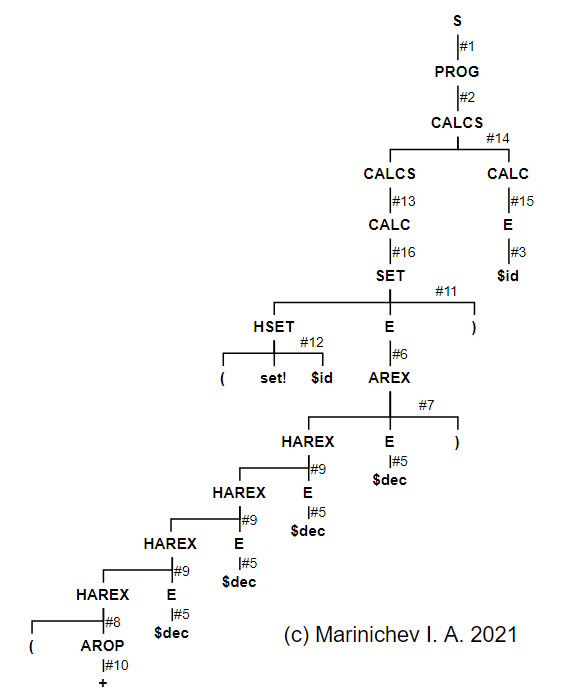 S
#1
PROG
#2
CALCS
#14
CALCS CALC
#13 #15
CALC E
#16 #3
SET $id
#11
HSET E )
#12 #6
( set! $id AREX
#7
HAREX E )
#9 #5
HAREX E $dec
#9 #5
HAREX E $dec
#9 #5
HAREX E $dec
#8 #5
( AROP $dec (c) Marinichev I. A. 2021
#10
+